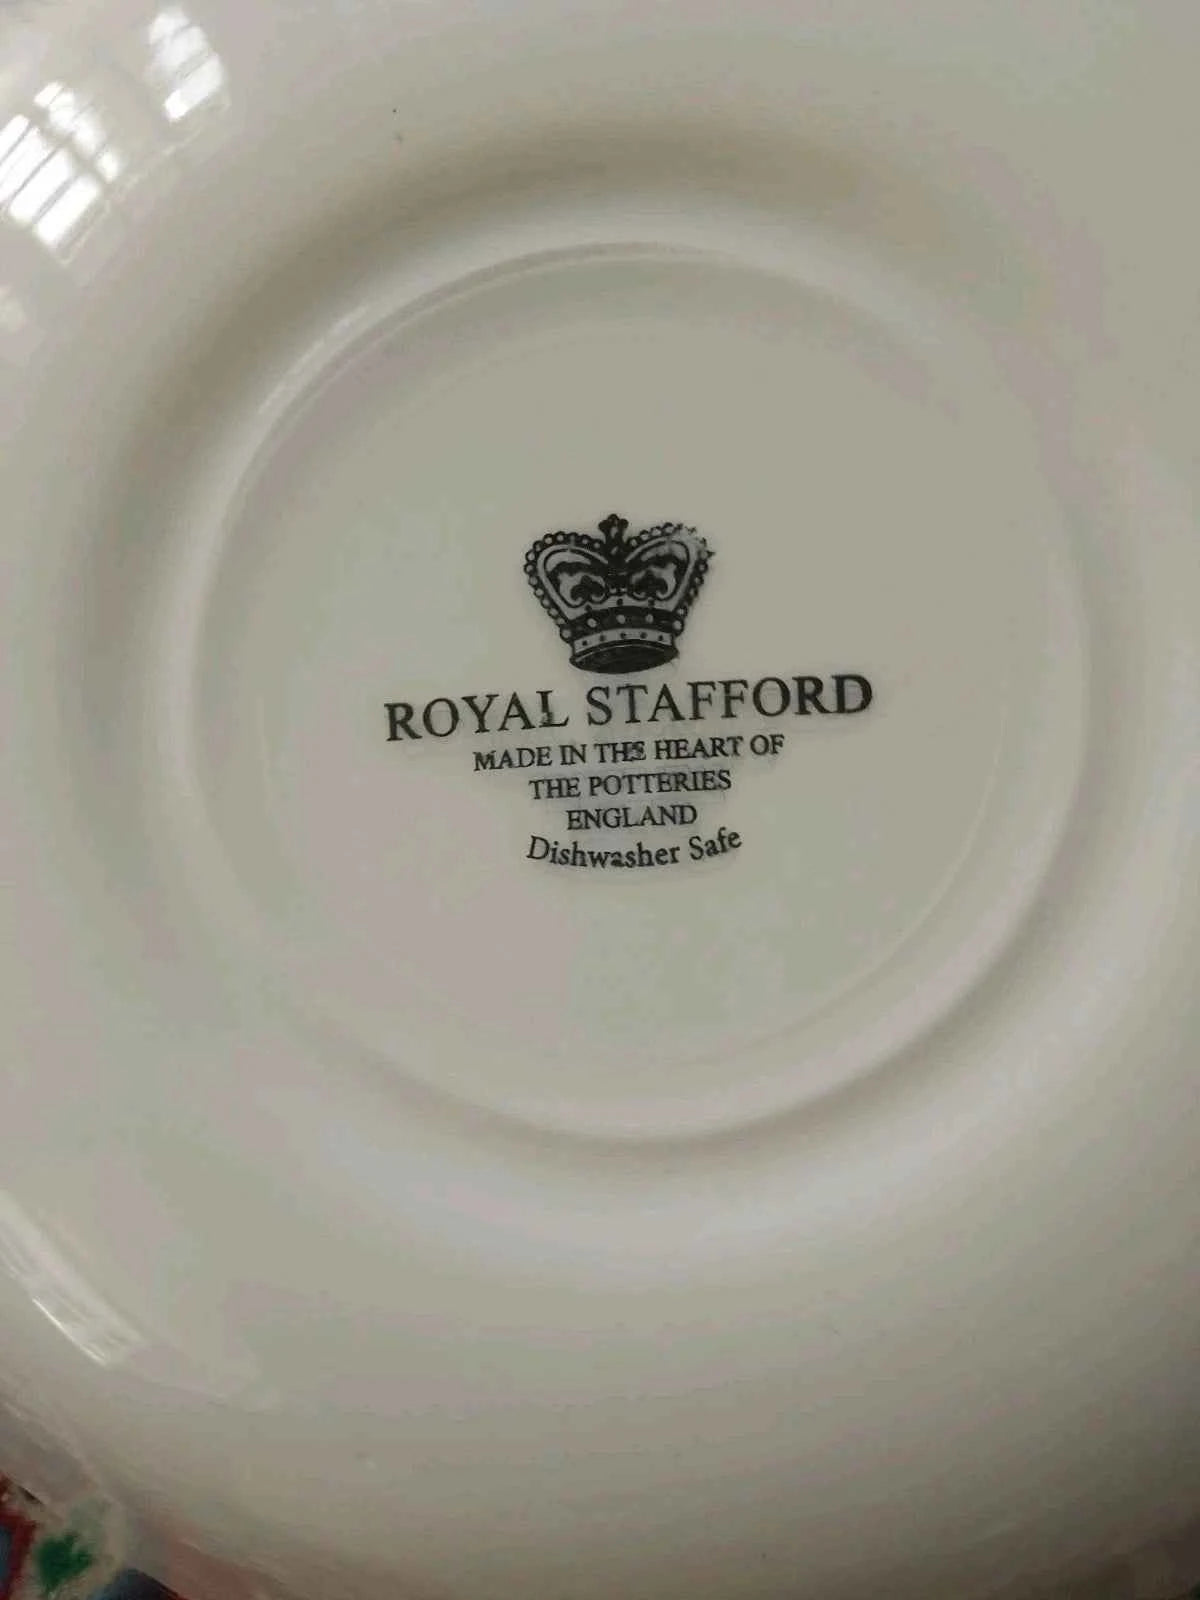 ROYAL STAFFORD
MADE IN THE HEART OF
THE POTTERIES
ENGLAND
Dishwasher Safe